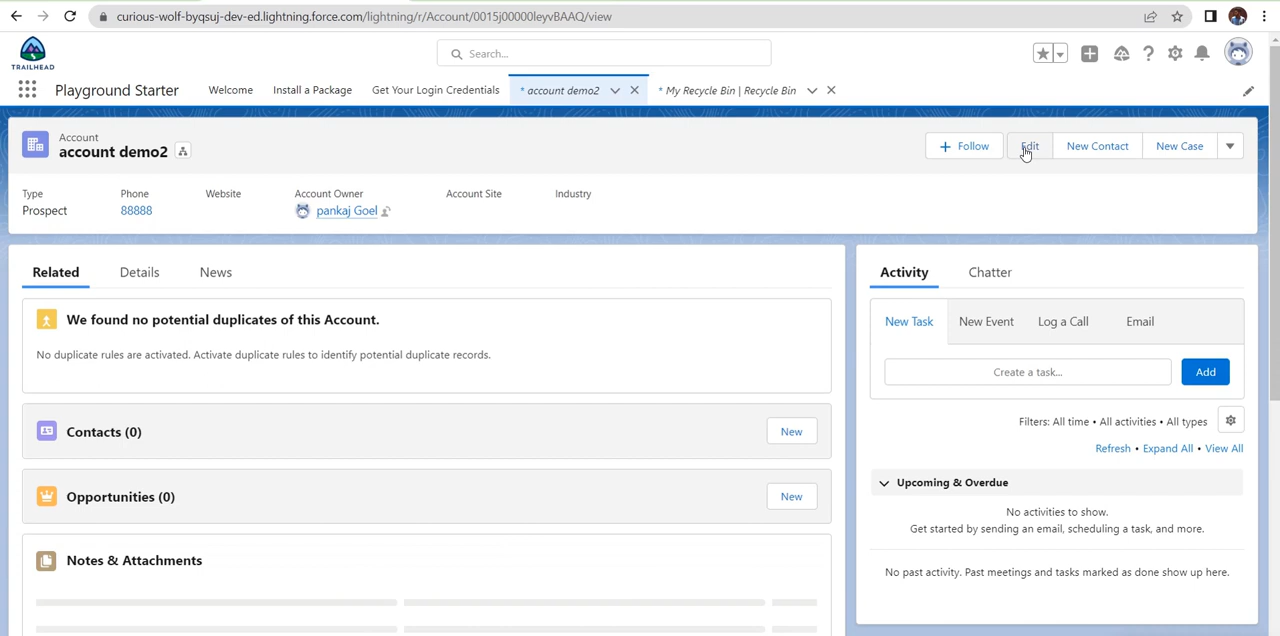 curious-wolf-byqsuj-dev-ed.lightning.force.com/lightning/r/Account/0015j00000leyvBAAQ/view
TRAILHEAD
Search...
Playground Starter
Welcome
Install a Package
Get Your Login Credentials
* account demo2
* My Recycle Bin | Recycle Bin
Account
account demo2
Follow
Edit
New Contact
New Case
Type
Phone
Website
Account Owner
Account Site
Industry
Prospect
88888
pankaj Goel
Related
Details
News
We found no potential duplicates of this Account.
No duplicate rules are activated. Activate duplicate rules to identify potential duplicate records.
Contacts (0)
New
Opportunities (0)
New
Notes & Attachments
Activity
Chatter
New Task
New Event
Log a Call
Email
Create a task...
Add
Filters: All time • All activities • All types
Refresh • Expand All • View All
Upcoming & Overdue
No activities to show.
Get started by sending an email, scheduling a task, and more.
No past activity. Past meetings and tasks marked as done show up here.